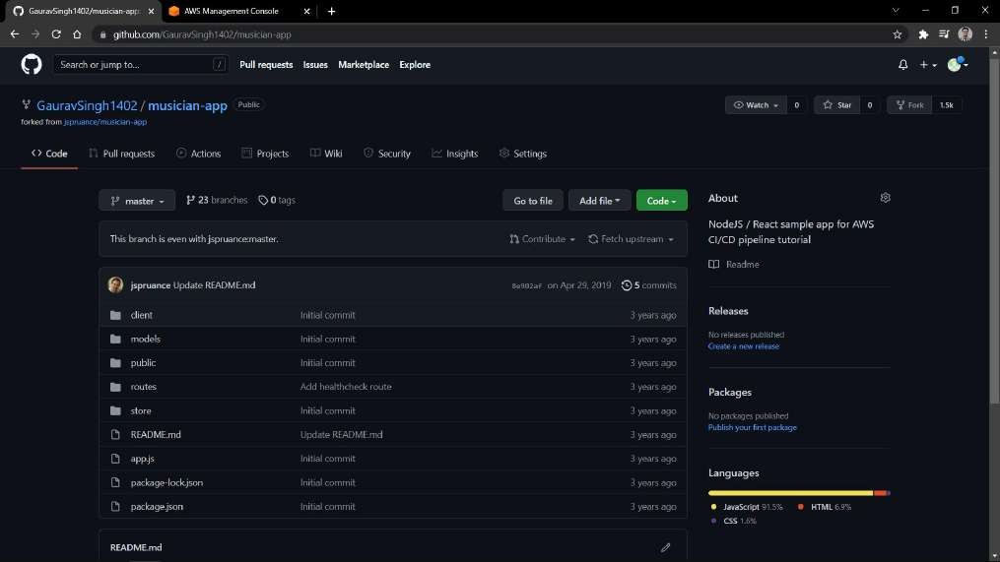 GauravSingh1402/musician-app:
AWS Management Console
github.com/GauravSingh1402/musician-app
Search or jump to...
/
Pull requests
Issues
Marketplace
Explore
GauravSingh1402 / musician-app
Public
forked from jspruance/musician-app
Watch
0
Star
0
Fork
1.5k
Code
Pull requests
Actions
Projects
Wiki
Security
Insights
Settings
master
23 branches
0 tags
Go to file
Add file
Code
This branch is even with jspruance:master.
Contribute
Fetch upstream
jspruance Update README.md
8e902af on Apr 29, 2019
5 commits
client
Initial commit
3 years ago
models
Initial commit
3 years ago
public
Initial commit
3 years ago
routes
Add healthcheck route
3 years ago
store
Initial commit
3 years ago
README.md
Update README.md
3 years ago
app.js
Initial commit
3 years ago
package-lock.json
Initial commit
3 years ago
package.json
Initial commit
3 years ago
README.md
About
NodeJS / React sample app for AWS
CI/CD pipeline tutorial
Readme
Releases
No releases published
Create a new release
Packages
No packages published
Publish your first package
Languages
JavaScript 91.5%
HTML 6.9%
CSS 1.6%